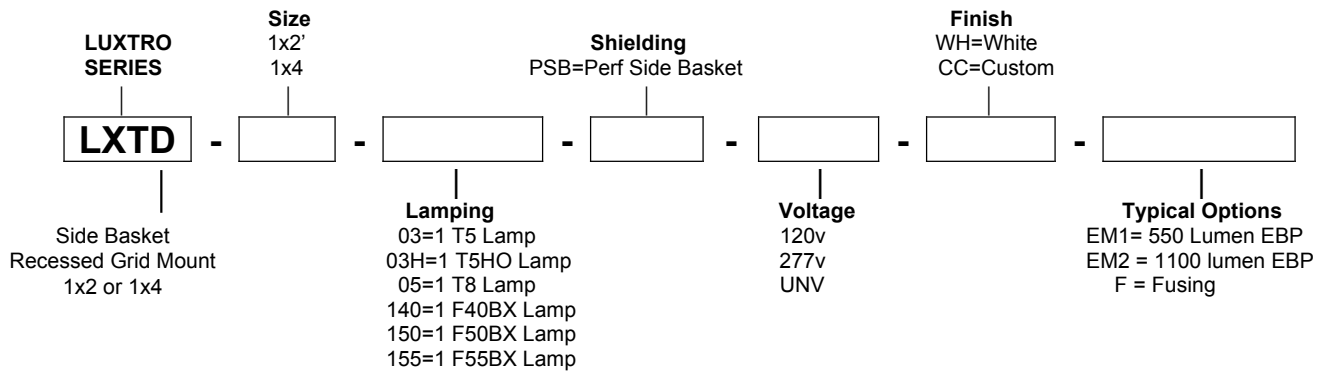 LUXTRO
SERIES
Size
1x2'
1x4
Shielding
PSB=Perf Side Basket
Finish
WH=White
CC=Custom
LXTD - - - - - -
Side Basket
Recessed Grid Mount
1x2 or 1x4
Lamping
03=1 T5 Lamp
03H=1 T5HO Lamp
05=1 T8 Lamp
140=1 F40BX Lamp
150=1 F50BX Lamp
155=1 F55BX Lamp
Voltage
120v
277v
UNV
Typical Options
EM1= 550 Lumen EBP
EM2 = 1100 lumen EBP
F = Fusing